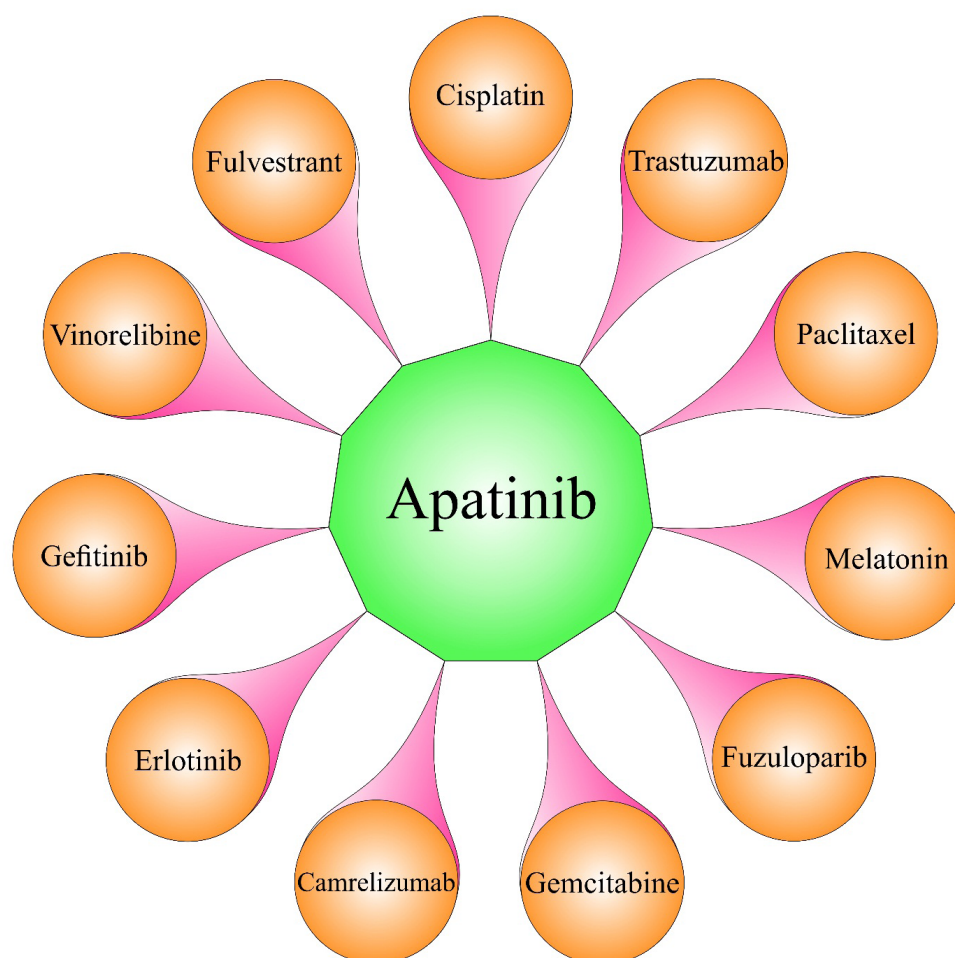 Cisplatin
Fulvestrant
Trastuzumab
Vinorelibine
Paclitaxel
Apatinib
Gefitinib
Melatonin
Erlotinib
Fuzuloparib
Camrelizumab
Gemcitabine